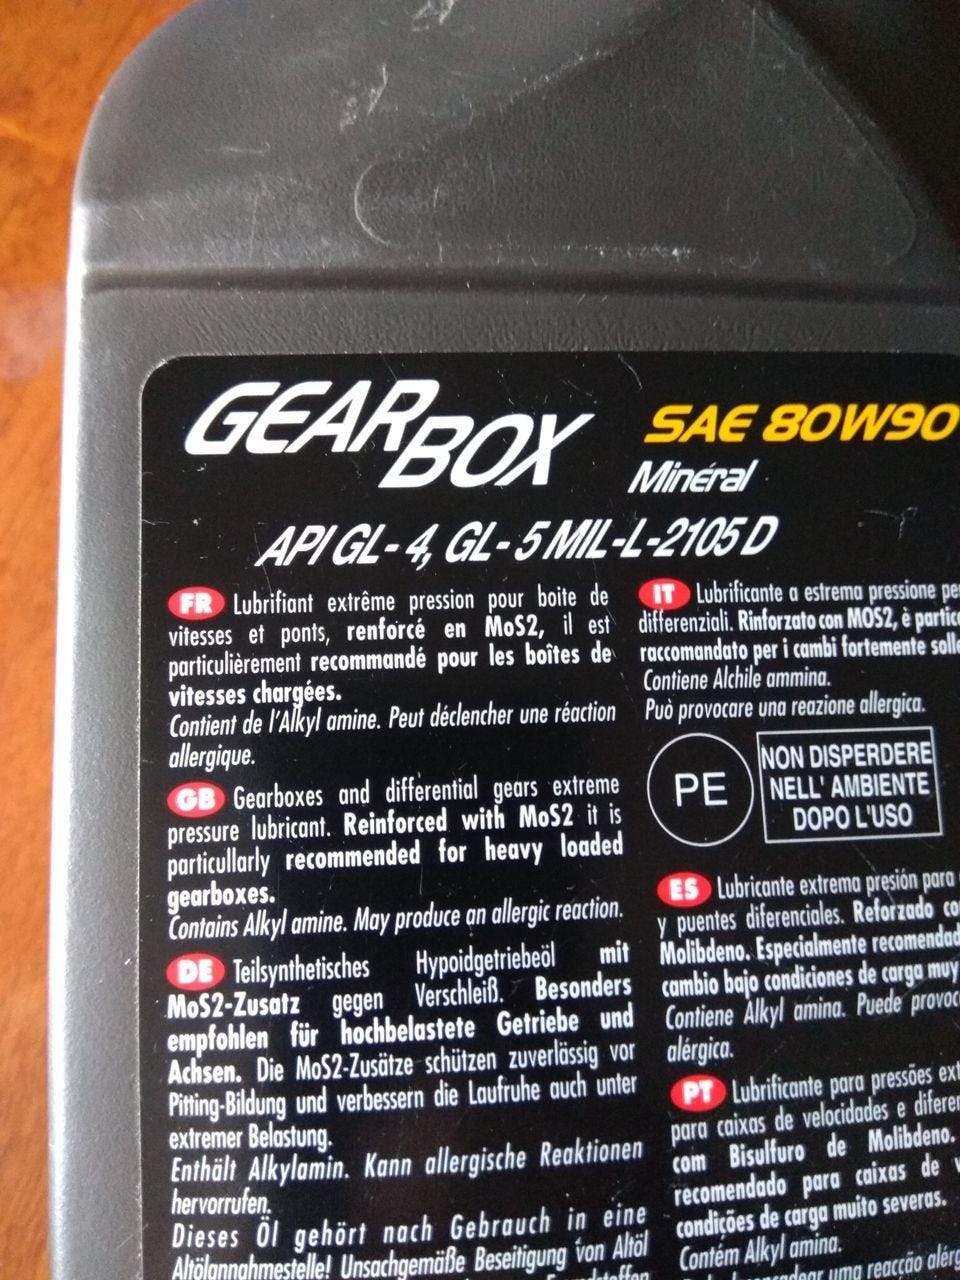 GEARBOX
SAE 80W90
Minéral
API GL-4, GL-5 MIL-L-2105 D
FR Lubrifiant extrême pression pour boite de
vitesses et ponts, renforcé en MoS2, il est
particulièrement recommandé pour les boîtes de
vitesses chargées.
Contient de l'Alkyl amine. Peut déclencher une réaction
allergique.
GB Gearboxes and differential gears extreme
pressure lubricant. Reinforced with MoS2 it is
particullarly recommended for heavy loaded
gearboxes.
Contains Alkyl amine. May produce an allergic reaction.
DE Teilsynthetisches Hypoidgetriebeöl mit
MoS2-Zusatz gegen Verschleiß. Besonders
empfohlen für hochbelastete Getriebe und
Achsen. Die MoS2-Zusätze schützen zuverlässig vor
Pitting-Bildung und verbessern die Laufruhe auch unter
extremer Belastung.
Enthält Alkylamin. Kann allergische Reaktionen
hervorrufen.
Dieses Öl gehört nach Gebrauch in eine
Altölannahmestelle! Unsachgemäße Beseitigung von Altöl
IT Lubrificante a estrema pressione
differenziali. Rinforzato con MOS2, è
raccomandato per i cambi fortemente
Contiene Alchile ammina.
Può provocare una reazione allergica.
PE
NON DISPERDERE
NELL' AMBIENTE
DOPO L'USO
ES Lubricante extrema presión para
y puentes diferenciales. Reforzado
Molibdeno. Especialmente
cambio bajo condiciones de carga muy
Contiene Alkyl amina. Puede
alérgica.
PT Lubrificante para pressões
para caixas de velocidades e
com Bisulfuro de Molibdeno.
recomendado para caixas de
condições de carga muito severas.
Contém Alkyl amina.
uma reacção